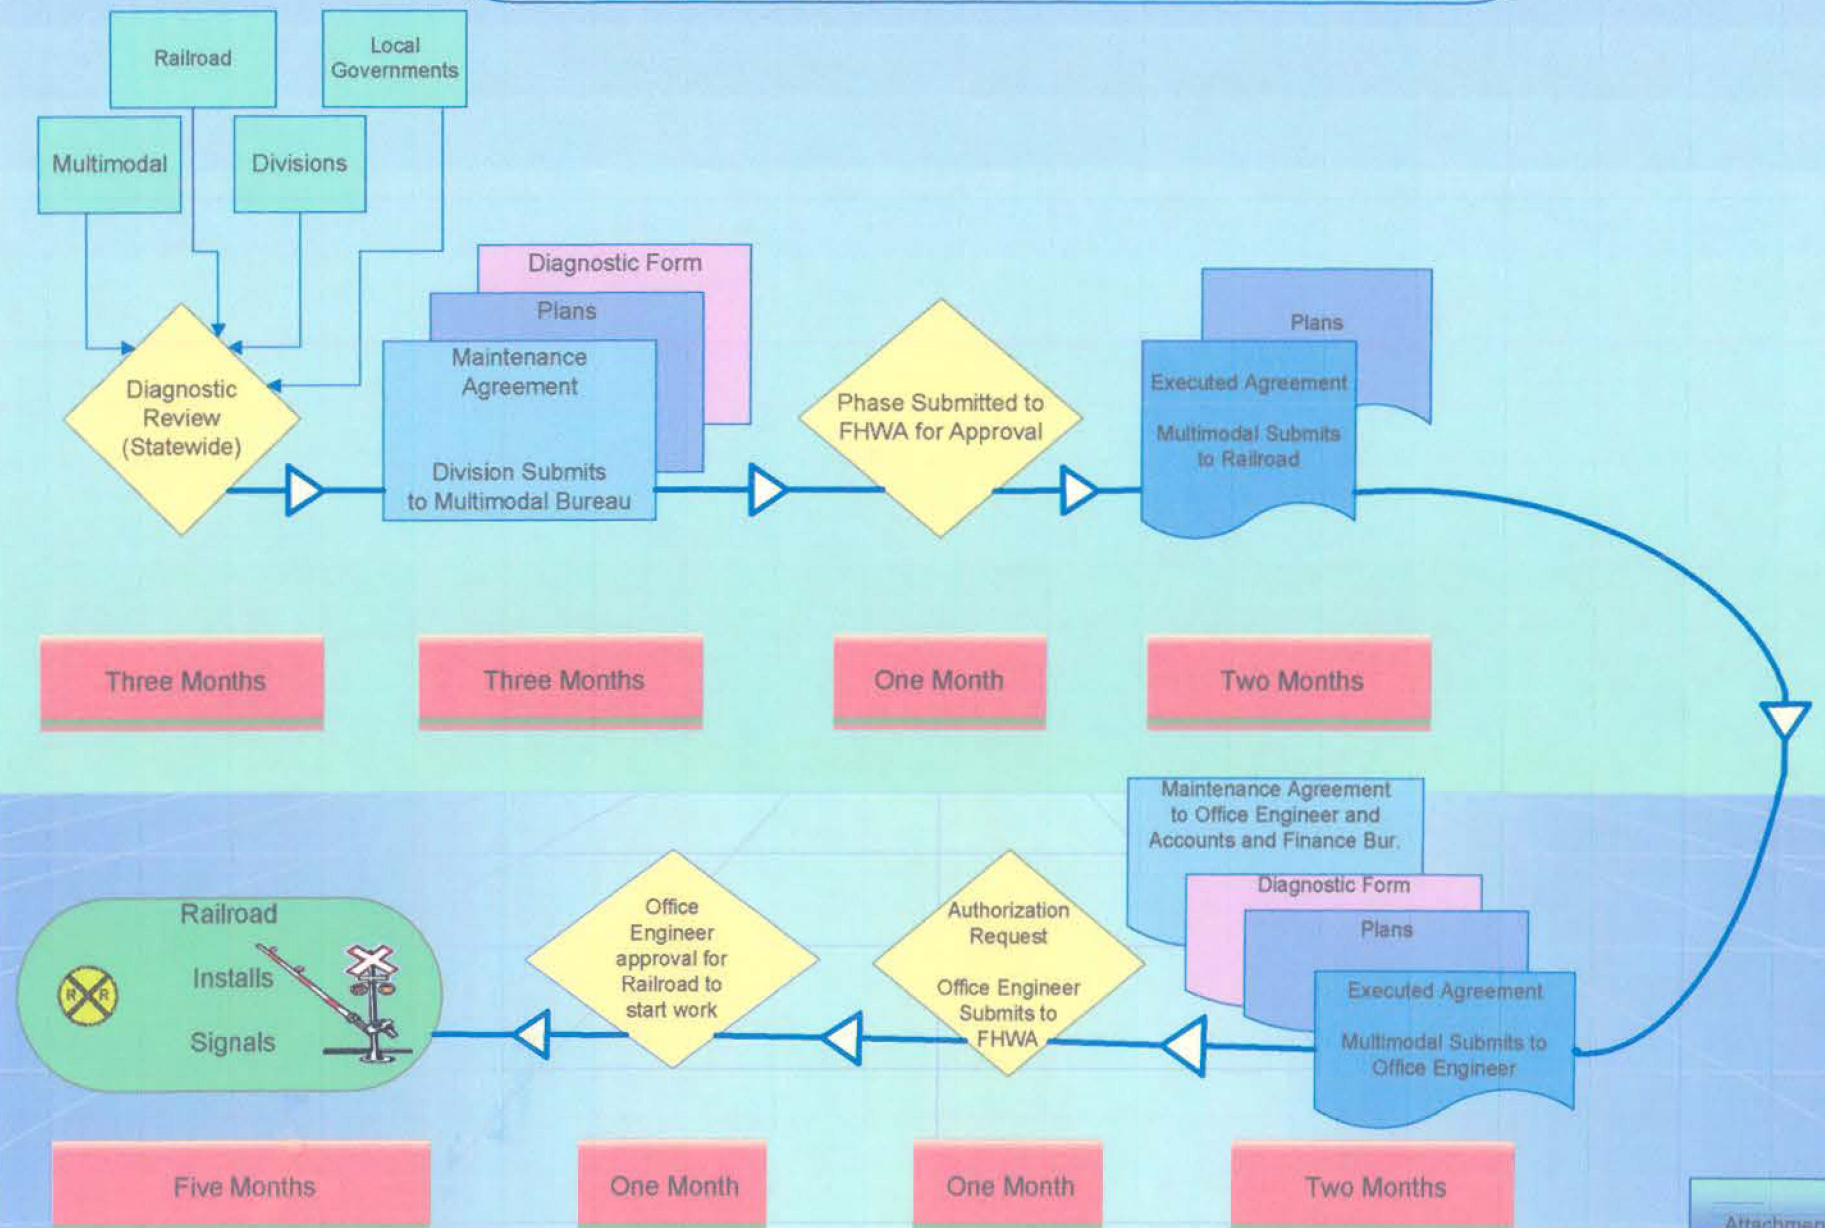 Railroad
Local
Governments
Multimodal
Divisions
Diagnostic
Review
(Statewide)
Diagnostic Form
Plans
Maintenance
Agreement
Division Submits
to Multimodal Bureau
Phase Submitted to
FHWA for Approval
Plans
Executed Agreement
Multimodal Submits
to Railroad
Three Months
Three Months
One Month
Two Months
Maintenance Agreement
to Office Engineer and
Accounts and Finance Bur.
Diagnostic Form
Plans
Executed Agreement
Multimodal Submits to
Office Engineer
Authorization
Request
Office Engineer
Submits to
FHWA
Office
Engineer
approval for
Railroad to
start work
Railroad
Installs
Signals
R R
Five Months
One Month
One Month
Two Months